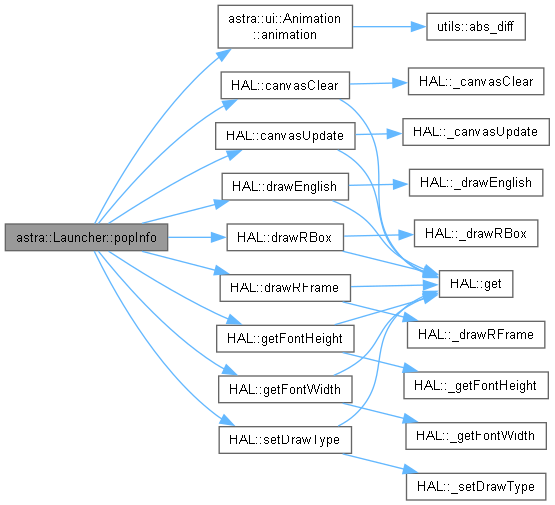 astra::Launcher::popInfo
astra::ui::Animation
::animation
HAL::canvasClear
HAL::canvasUpdate
HAL::drawEnglish
HAL::drawRBox
HAL::drawRFrame
HAL::getFontHeight
HAL::getFontWidth
HAL::setDrawType
utils::abs_diff
HAL::_canvasClear
HAL::_canvasUpdate
HAL::_drawEnglish
HAL::_drawRBox
HAL::get
HAL::_drawRFrame
HAL::_getFontHeight
HAL::_getFontWidth
HAL::_setDrawType